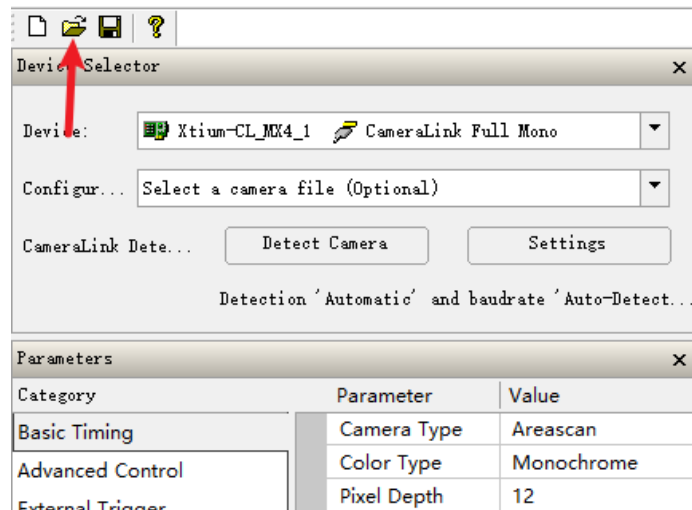 Device Selector
Device: Xtium-CL_MX4_1 CameraLink Full Mono
Configur... Select a camera file (Optional)
CameraLink Dete... Detect Camera Settings
Detection 'Automatic' and baudrate 'Auto-Detect...
Parameters
Category Parameter Value
Basic Timing Camera Type Areascan
Advanced Control Color Type Monochrome
External Trigger Pixel Depth 12